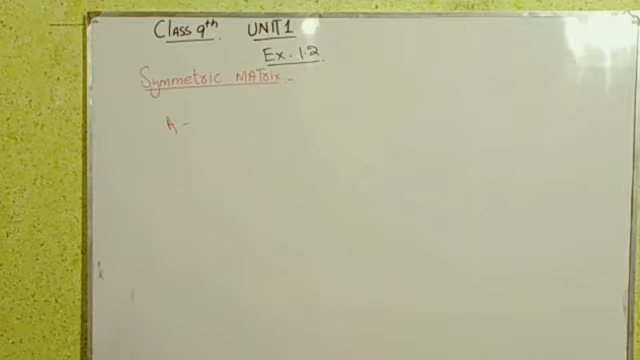 Class 9th UNIT 1
Ex. 1.2
Symmetric MATRIX -
A -